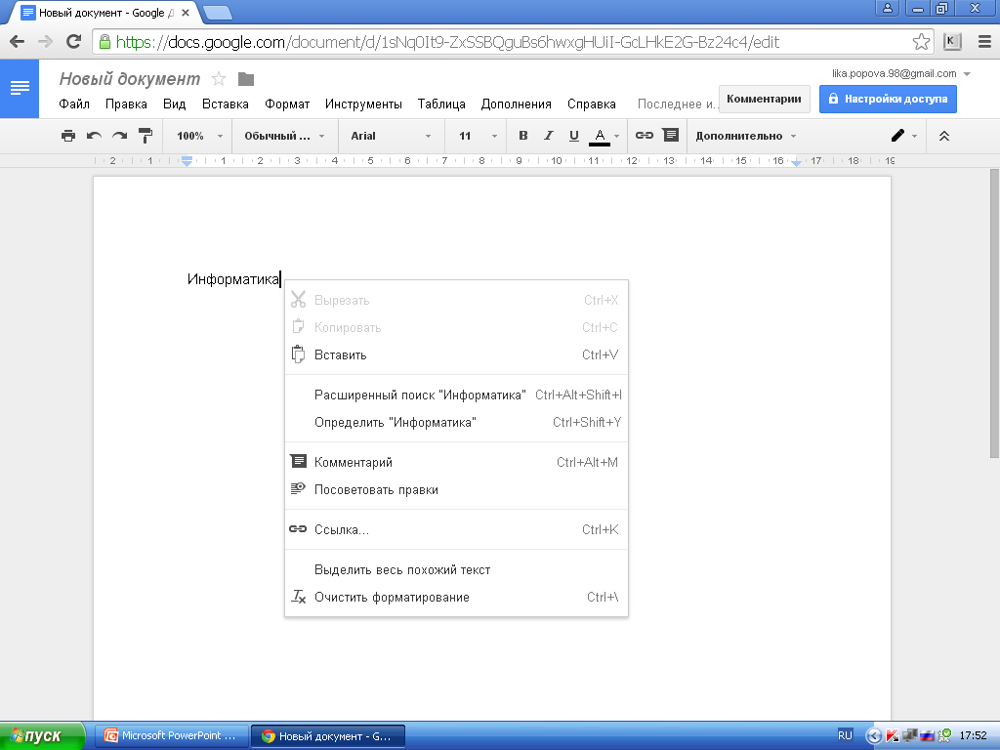 Новый документ - Google Д
https://docs.google.com/document/d/1sNq0It9-ZxSSBQguBs6hwxgHUiI-GcLHkE2G-Bz24c4/edit
Новый документ
lika.popova.98@gmail.com
Файл Правка Вид Вставка Формат Инструменты Таблица Дополнения Справка Последнее и... Комментарии Настройки доступа
100% Обычный ... Arial 11 B I U A Дополнительно
2 1 1 2 3 4 5 6 7 8 9 10 11 12 13 14 15 16 17 18 19
Информатика
Вырезать Ctrl+X
Копировать Ctrl+C
Вставить Ctrl+V
Расширенный поиск "Информатика" Ctrl+Alt+Shift+I
Определить "Информатика" Ctrl+Shift+Y
Комментарий Ctrl+Alt+M
Посоветовать правки
Ссылка... Ctrl+K
Выделить весь похожий текст
Очистить форматирование Ctrl+\
пуск Microsoft PowerPoint ... Новый документ - G... RU 17:52